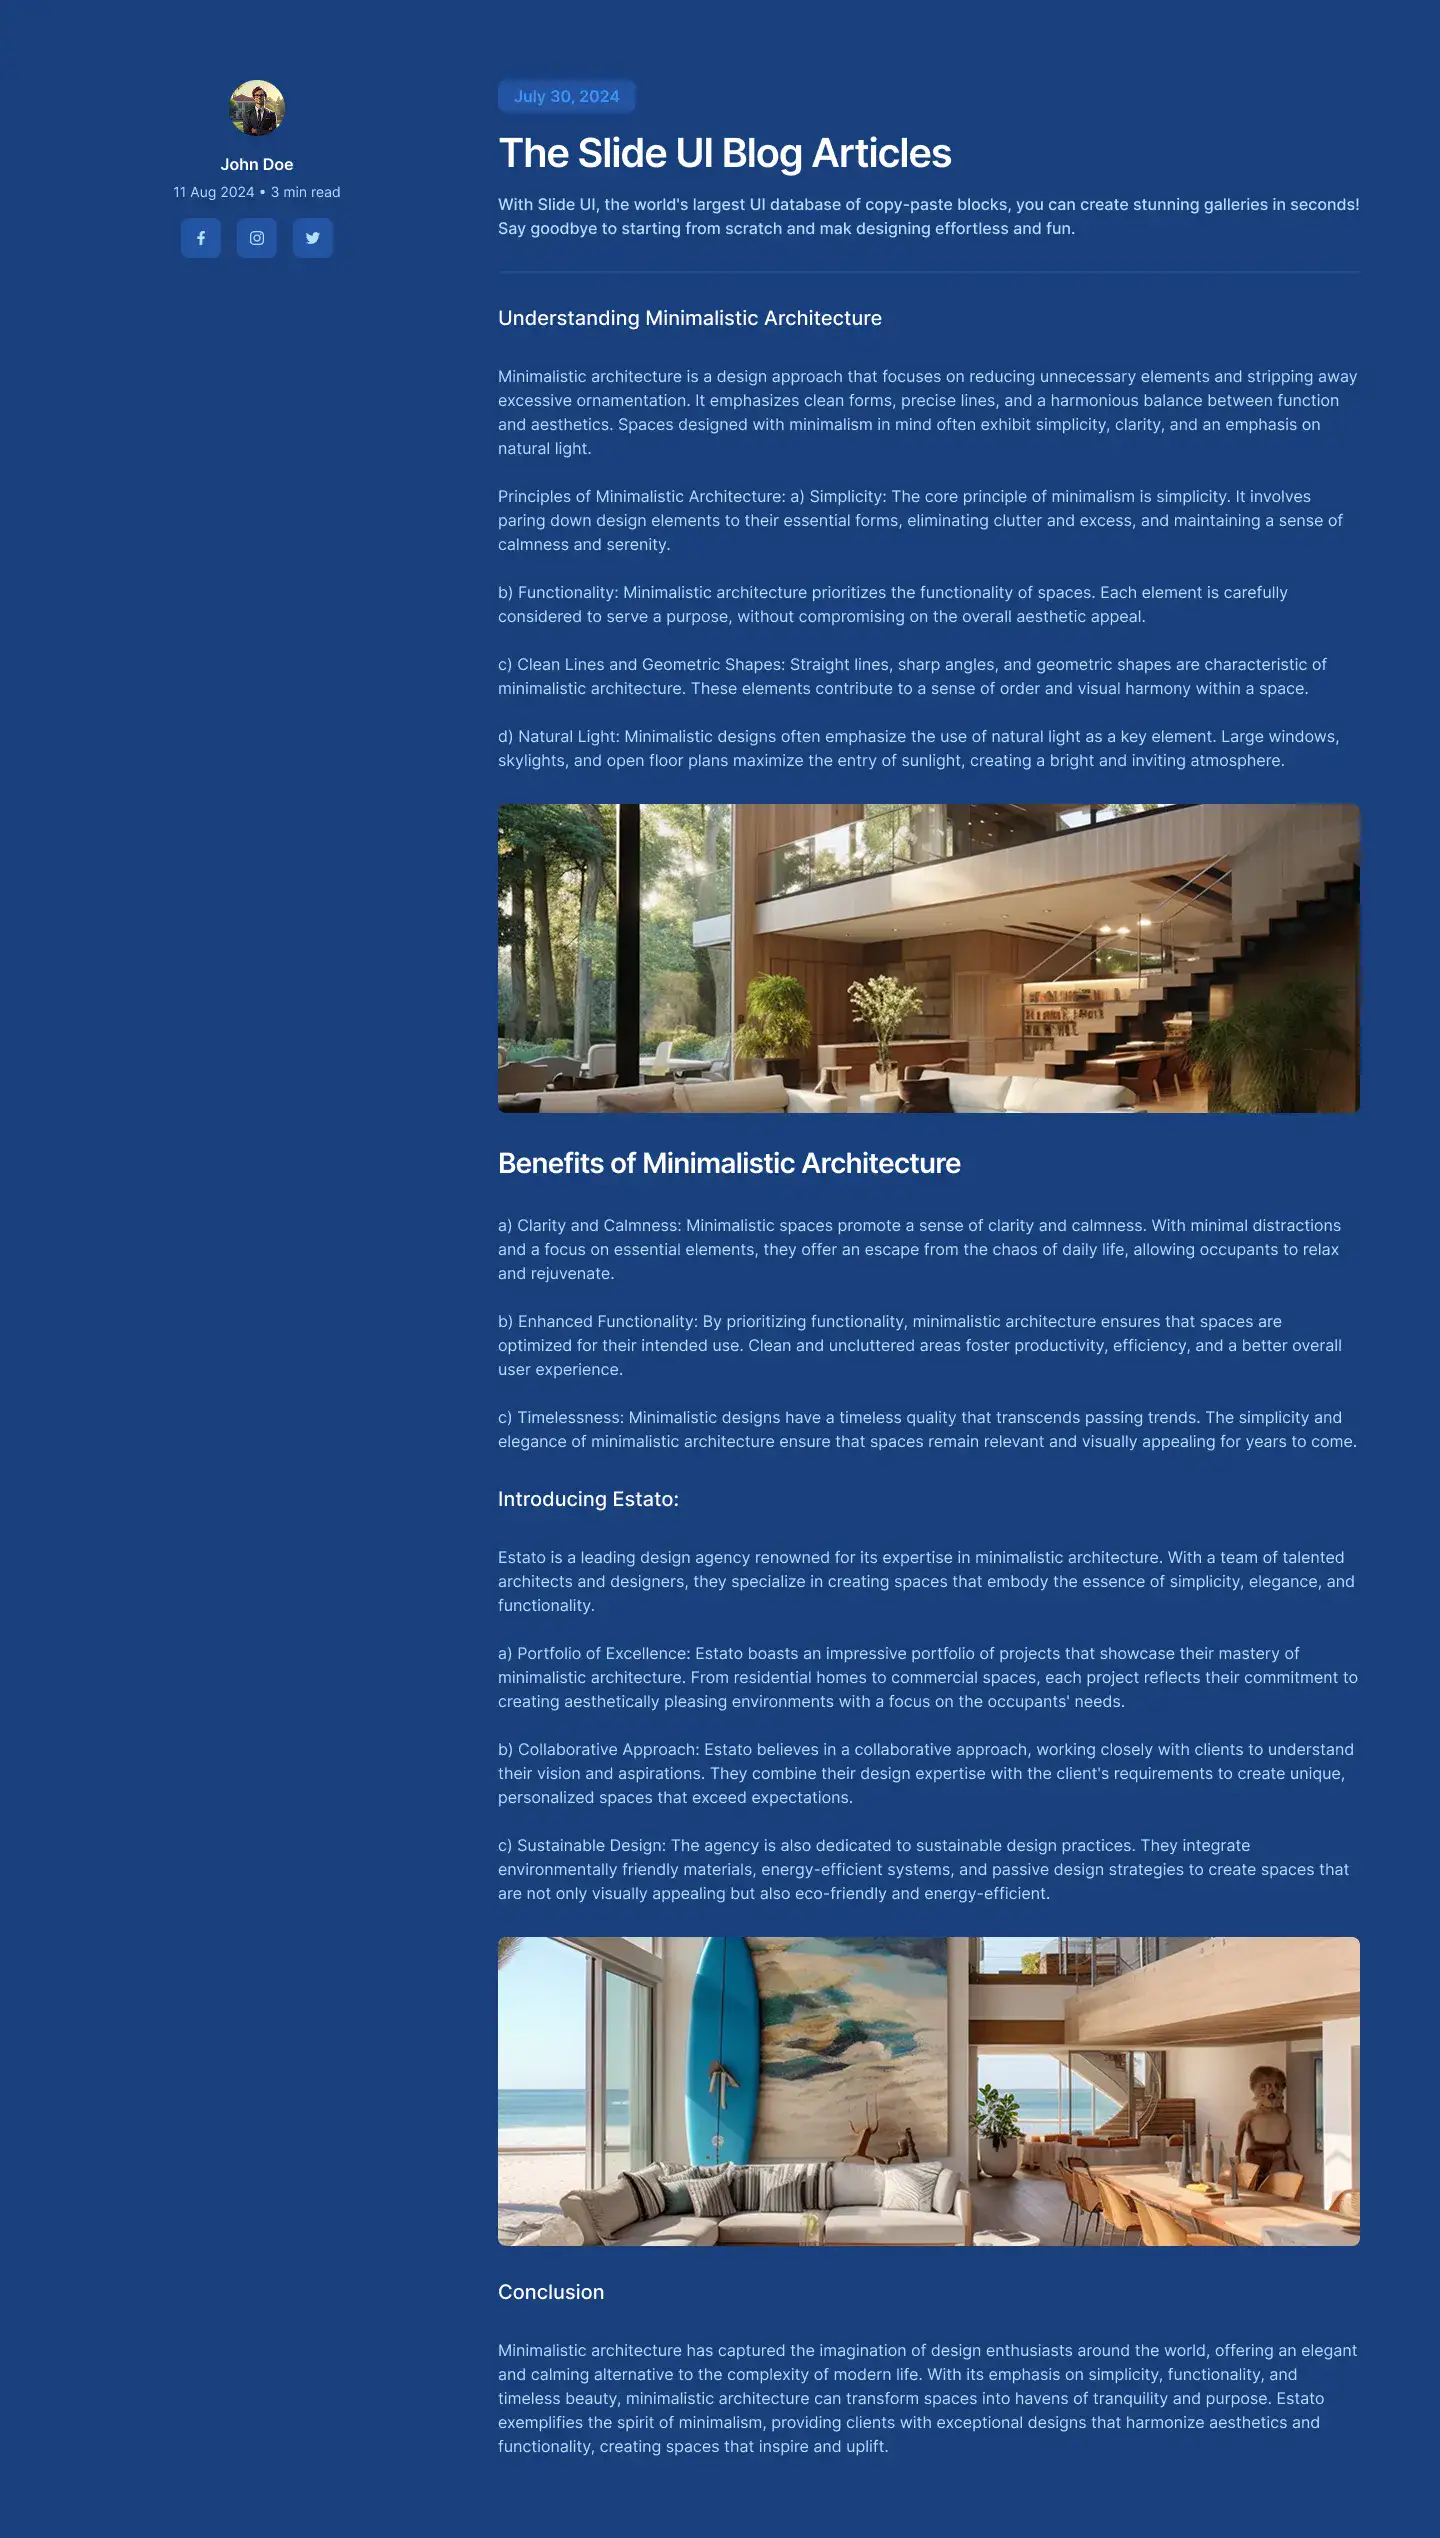 John Doe
11 Aug 2024 • 3 min read
July 30, 2024
The Slide UI Blog Articles
With Slide UI, the world's largest UI database of copy-paste blocks, you can create stunning galleries in seconds!
Say goodbye to starting from scratch and mak designing effortless and fun.
Understanding Minimalistic Architecture
Minimalistic architecture is a design approach that focuses on reducing unnecessary elements and stripping away
excessive ornamentation. It emphasizes clean forms, precise lines, and a harmonious balance between function
and aesthetics. Spaces designed with minimalism in mind often exhibit simplicity, clarity, and an emphasis on
natural light.
Principles of Minimalistic Architecture: a) Simplicity: The core principle of minimalism is simplicity. It involves
paring down design elements to their essential forms, eliminating clutter and excess, and maintaining a sense of
calmness and serenity.
b) Functionality: Minimalistic architecture prioritizes the functionality of spaces. Each element is carefully
considered to serve a purpose, without compromising on the overall aesthetic appeal.
c) Clean Lines and Geometric Shapes: Straight lines, sharp angles, and geometric shapes are characteristic of
minimalistic architecture. These elements contribute to a sense of order and visual harmony within a space.
d) Natural Light: Minimalistic designs often emphasize the use of natural light as a key element. Large windows,
skylights, and open floor plans maximize the entry of sunlight, creating a bright and inviting atmosphere.
Benefits of Minimalistic Architecture
a) Clarity and Calmness: Minimalistic spaces promote a sense of clarity and calmness. With minimal distractions
and a focus on essential elements, they offer an escape from the chaos of daily life, allowing occupants to relax
and rejuvenate.
b) Enhanced Functionality: By prioritizing functionality, minimalistic architecture ensures that spaces are
optimized for their intended use. Clean and uncluttered areas foster productivity, efficiency, and a better overall
user experience.
c) Timelessness: Minimalistic designs have a timeless quality that transcends passing trends. The simplicity and
elegance of minimalistic architecture ensure that spaces remain relevant and visually appealing for years to come.
Introducing Estato:
Estato is a leading design agency renowned for its expertise in minimalistic architecture. With a team of talented
architects and designers, they specialize in creating spaces that embody the essence of simplicity, elegance, and
functionality.
a) Portfolio of Excellence: Estato boasts an impressive portfolio of projects that showcase their mastery of
minimalistic architecture. From residential homes to commercial spaces, each project reflects their commitment to
creating aesthetically pleasing environments with a focus on the occupants' needs.
b) Collaborative Approach: Estato believes in a collaborative approach, working closely with clients to understand
their vision and aspirations. They combine their design expertise with the client's requirements to create unique,
personalized spaces that exceed expectations.
c) Sustainable Design: The agency is also dedicated to sustainable design practices. They integrate
environmentally friendly materials, energy-efficient systems, and passive design strategies to create spaces that
are not only visually appealing but also eco-friendly and energy-efficient.
Conclusion
Minimalistic architecture has captured the imagination of design enthusiasts around the world, offering an elegant
and calming alternative to the complexity of modern life. With its emphasis on simplicity, functionality, and
timeless beauty, minimalistic architecture can transform spaces into havens of tranquility and purpose. Estato
exemplifies the spirit of minimalism, providing clients with exceptional designs that harmonize aesthetics and
functionality, creating spaces that inspire and uplift.